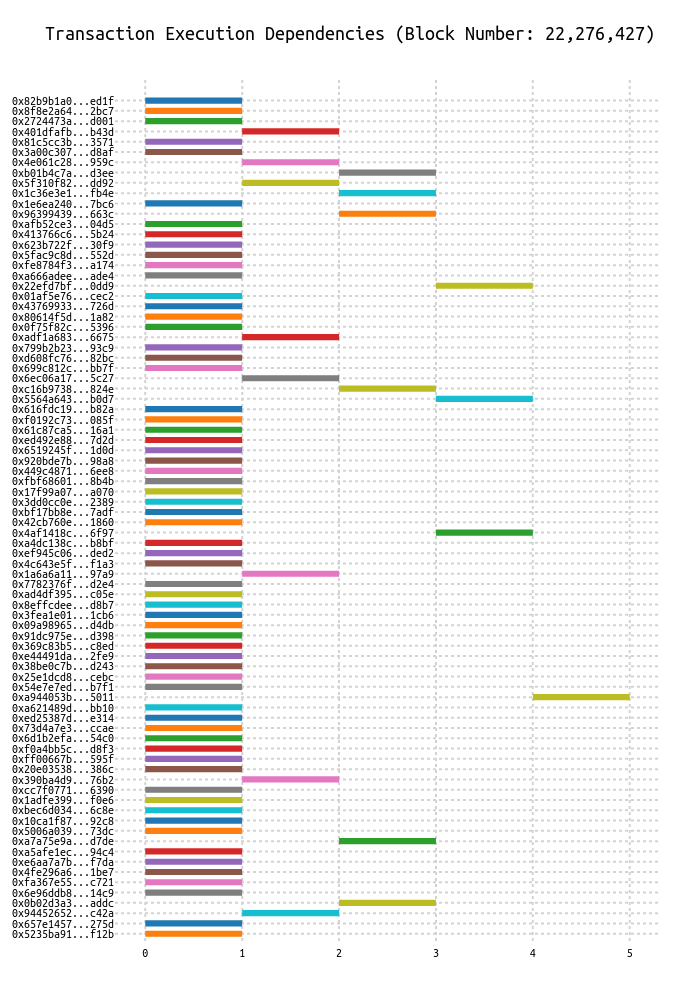 Transaction Execution Dependencies (Block Number: 22,276,427)
0x82b9b1a0...ed1f
0x8f8e2a64...2bc7
0x2724473a...d001
0x401dfafb...b43d
0x81c5cc3b...3571
0x3a00c307...d8af
0x4e061c28...959c
0xb01b4c7a...d3ee
0x5f310f82...dd92
0x1c36e3e1...fb4e
0x1e6ea240...7bc6
0x96399439...663c
0xafb52ce3...04d5
0x413766c6...5b24
0x623b722f...30f9
0x5fac9c8d...552d
0xfe8784f3...a174
0xa666adee...ade4
0x22efd7bf...0dd9
0x01af5e76...cec2
0x43769933...726d
0x80614f5d...1a82
0x0f75f82c...5396
0xadf1a683...6675
0x799b2b23...93c9
0xd608fc76...82bc
0x699c812c...bb7f
0x6ec06a17...5c27
0xc16b9738...824e
0x5564a643...b0d7
0x616fdc19...b82a
0xf0192c73...085f
0x61c87ca5...16a1
0xed492e88...7d2d
0x6519245f...1d0d
0x920bde7b...98a8
0x449c4871...6ee8
0xfbf68601...8b4b
0x17f99a07...a070
0x3dd0cc0e...2389
0xbf17bb8e...7adf
0x42cb760e...1860
0x4af1418c...6f97
0xa4dc138c...b8bf
0xef945c06...ded2
0x4c643e5f...f1a3
0x1a6a6a11...97a9
0x7782376f...d2e4
0xad4df395...c05e
0x8effcdee...d8b7
0x3fea1e01...1cb6
0x09a98965...d4db
0x91dc975e...d398
0x369c83b5...c8ed
0xe44491da...2fe9
0x38be0c7b...d243
0x25e1dcd8...cebc
0x54e7e7ed...b7f1
0xa944053b...5011
0xa621489d...bb10
0xed25387d...e314
0x73d4a7e3...ccae
0x6d1b2efa...54c0
0xf0a4bb5c...d8f3
0xff00667b...595f
0x20e03538...386c
0x390ba4d9...76b2
0xcc7f0771...6390
0x1adfe399...f0e6
0xbec6d034...6c8e
0x10ca1f87...92c8
0x5006a039...73dc
0xa7a75e9a...d7de
0xa5afe1ec...94c4
0xe6aa7a7b...f7da
0x4fe296a6...1be7
0xfa367e55...c721
0x6e96ddb8...14c9
0x0b02d3a3...addc
0x94452652...c42a
0x657e1457...275d
0x5235ba91...f12b
0 1 2 3 4 5